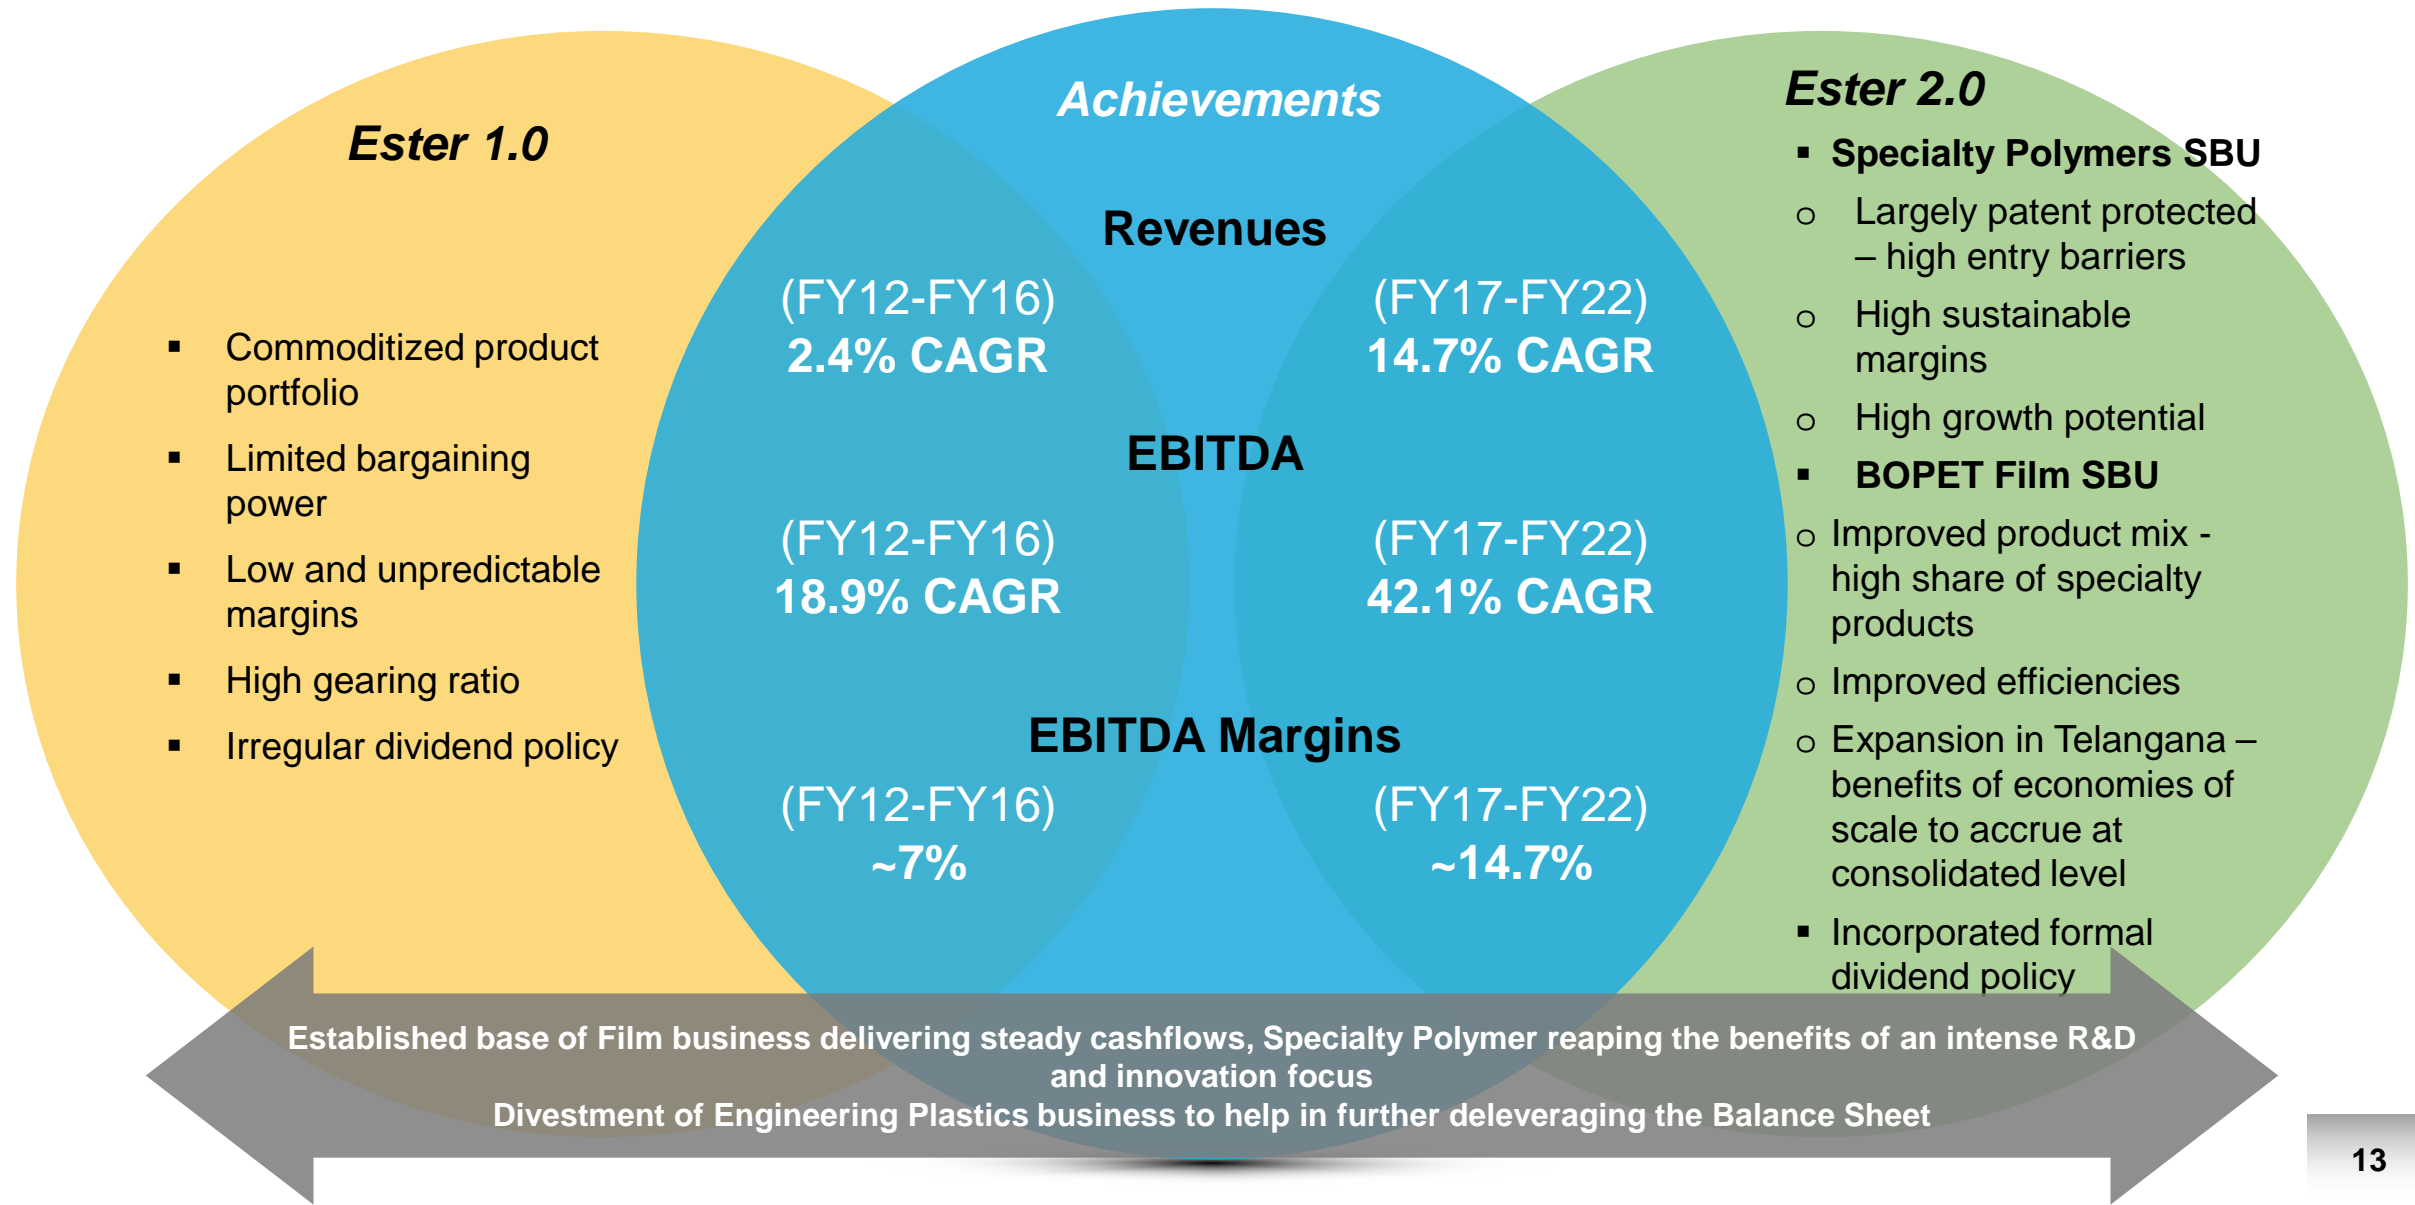 Ester 1.0
▪ Commoditized product
portfolio
▪ Limited bargaining
power
▪ Low and unpredictable
margins
▪ High gearing ratio
▪ Irregular dividend policy
Achievements
Revenues
(FY12-FY16) (FY17-FY22)
2.4% CAGR 14.7% CAGR
EBITDA
(FY12-FY16) (FY17-FY22)
18.9% CAGR 42.1% CAGR
EBITDA Margins
(FY12-FY16) (FY17-FY22)
~7% ~14.7%
Ester 2.0
▪ Specialty Polymers SBU
o Largely patent protected
– high entry barriers
o High sustainable
margins
o High growth potential
▪ BOPET Film SBU
o Improved product mix -
high share of specialty
products
o Improved efficiencies
o Expansion in Telangana –
benefits of economies of
scale to accrue at
consolidated level
▪ Incorporated formal
dividend policy
Established base of Film business delivering steady cashflows, Specialty Polymer reaping the benefits of an intense R&D
and innovation focus
Divestment of Engineering Plastics business to help in further deleveraging the Balance Sheet
13